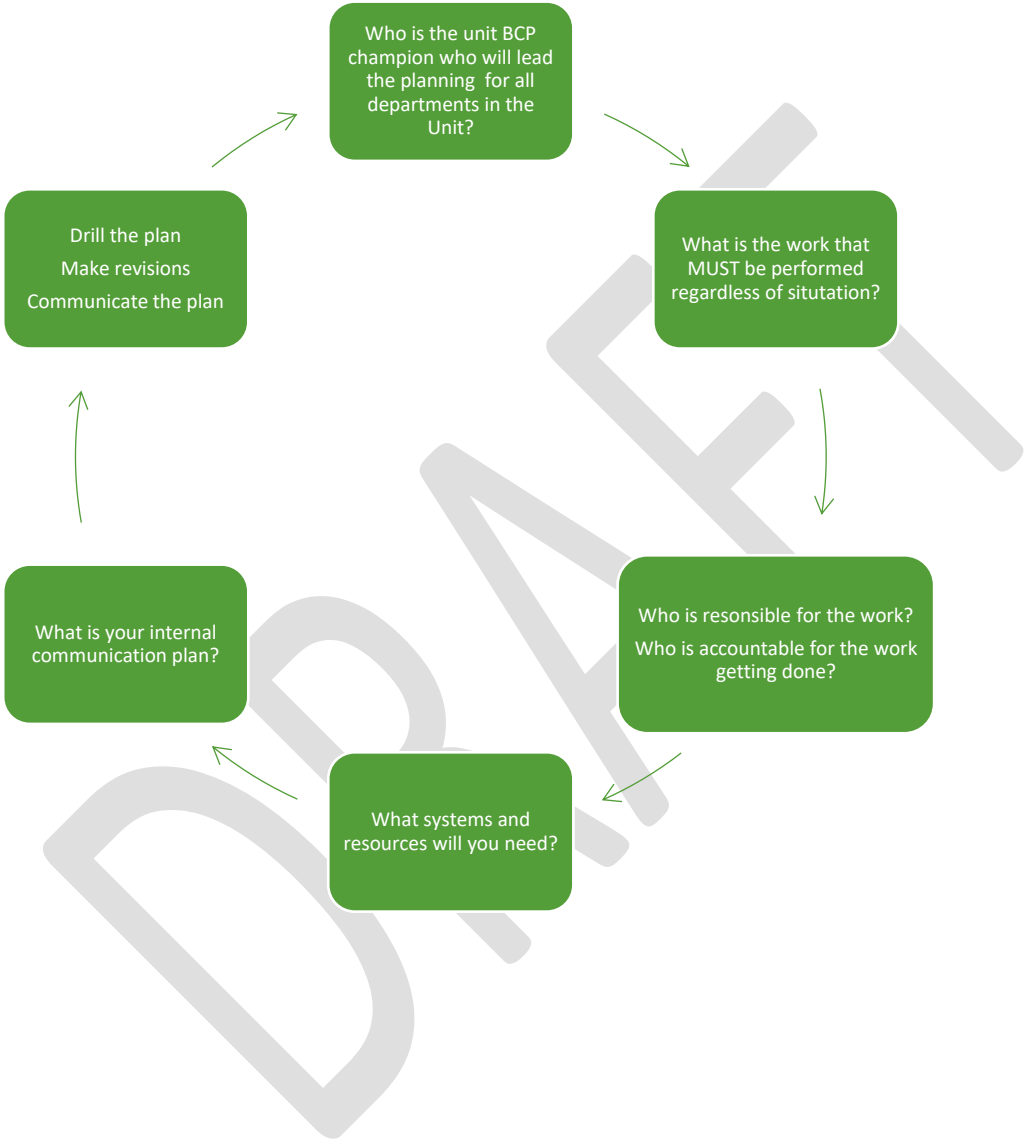 Who is the unit BCP
champion who will lead
the planning for all
departments in the
Unit?
What is the work that
MUST be performed
regardless of situtation?
Who is resonsible for the work?
Who is accountable for the work
getting done?
What systems and
resources will you need?
What is your internal
communication plan?
Drill the plan
Make revisions
Communicate the plan
DRAFT